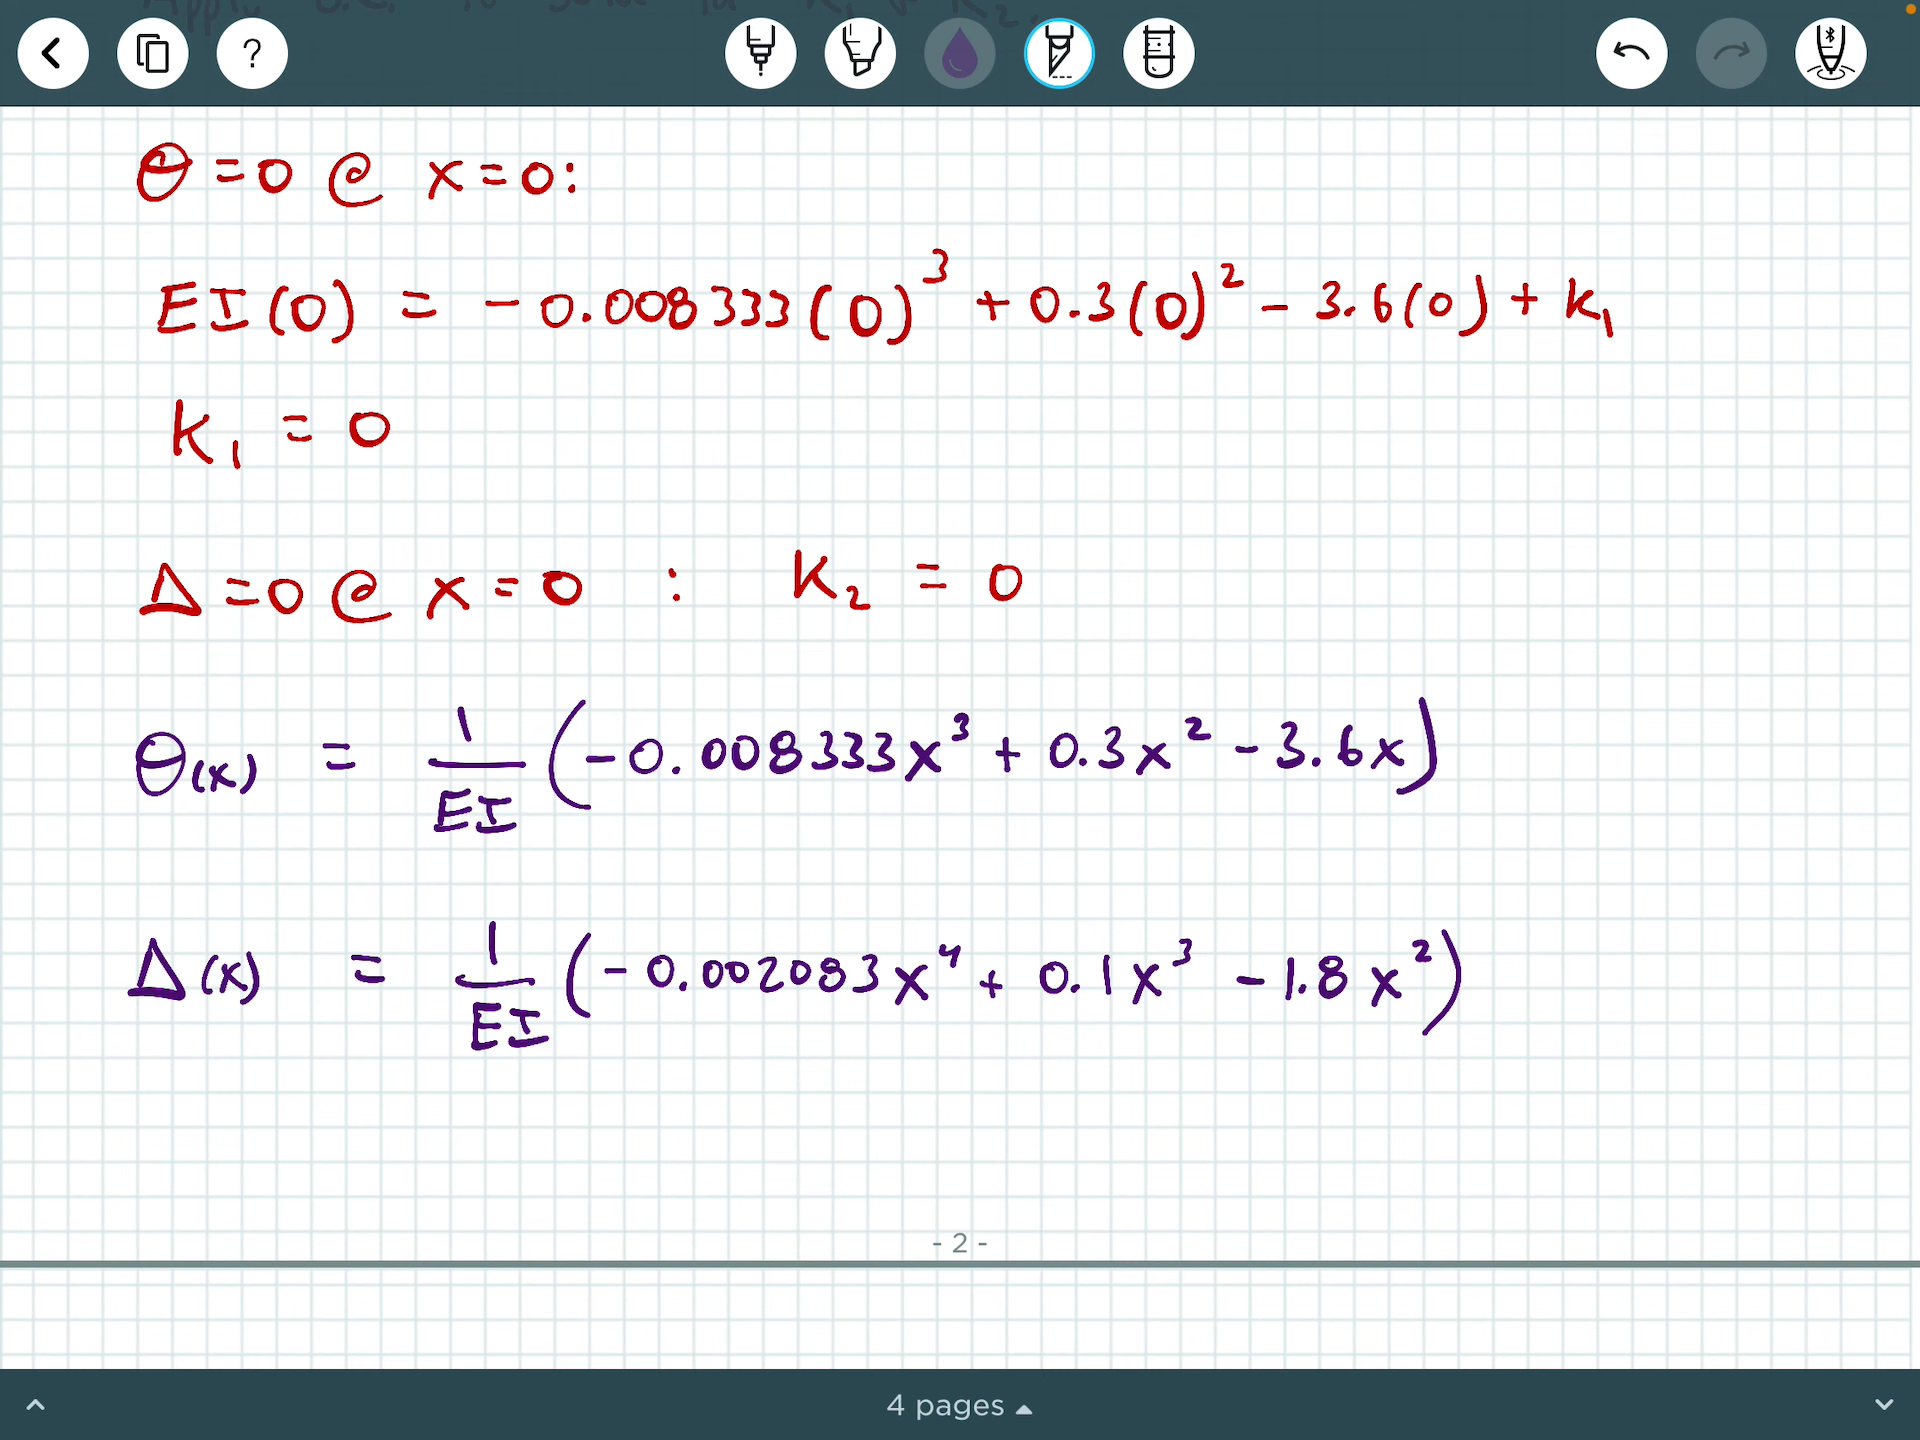 ?
θ = 0 @ x = 0:
EI(0) = -0.008333(0)³ + 0.3(0)² - 3.6(0) + K₁
K₁ = 0
Δ = 0 @ x = 0 : K₂ = 0
θ(x) = 1/EI (-0.008333x³ + 0.3x² - 3.6x)
Δ(x) = 1/EI (-0.002083x⁴ + 0.1x³ - 1.8x²)
- 2 -
4 pages